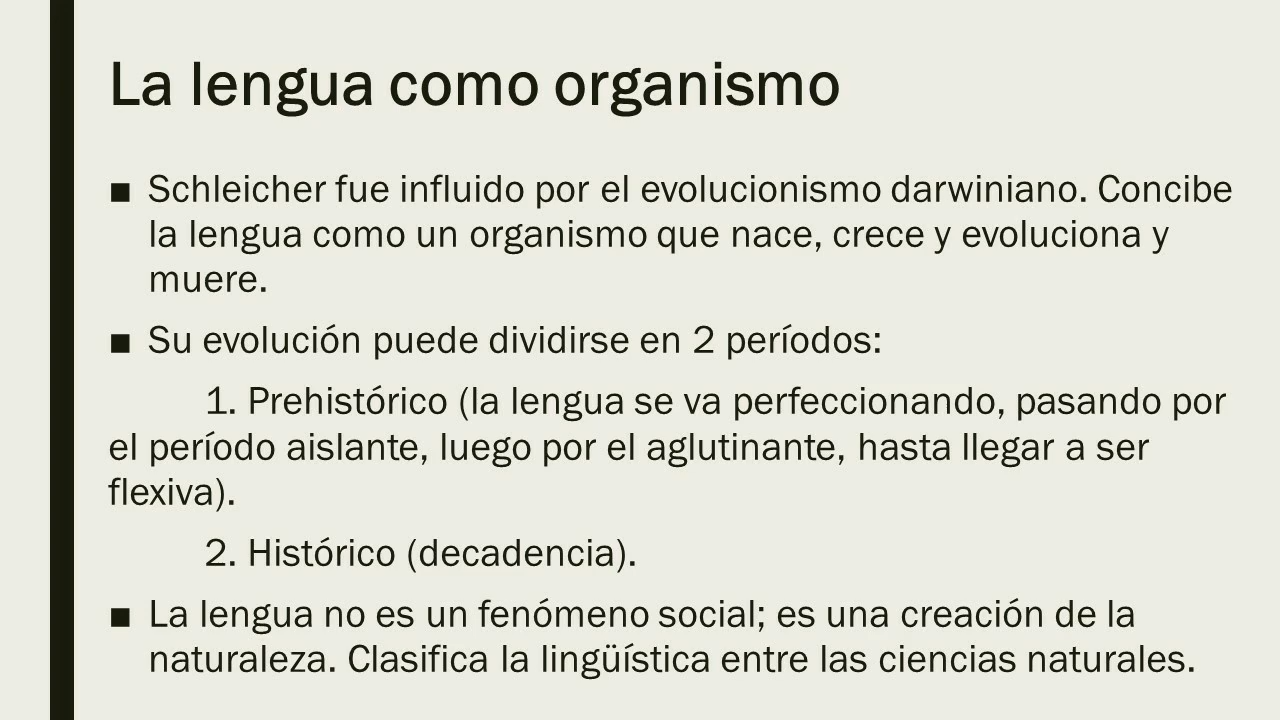 La lengua como organismo
■ Schleicher fue influido por el evolucionismo darwiniano. Concibe
la lengua como un organismo que nace, crece y evoluciona y
muere.
■ Su evolución puede dividirse en 2 períodos:
1. Prehistórico (la lengua se va perfeccionando, pasando por
el período aislante, luego por el aglutinante, hasta llegar a ser
flexiva).
2. Histórico (decadencia).
■ La lengua no es un fenómeno social; es una creación de la
naturaleza. Clasifica la lingüística entre las ciencias naturales.